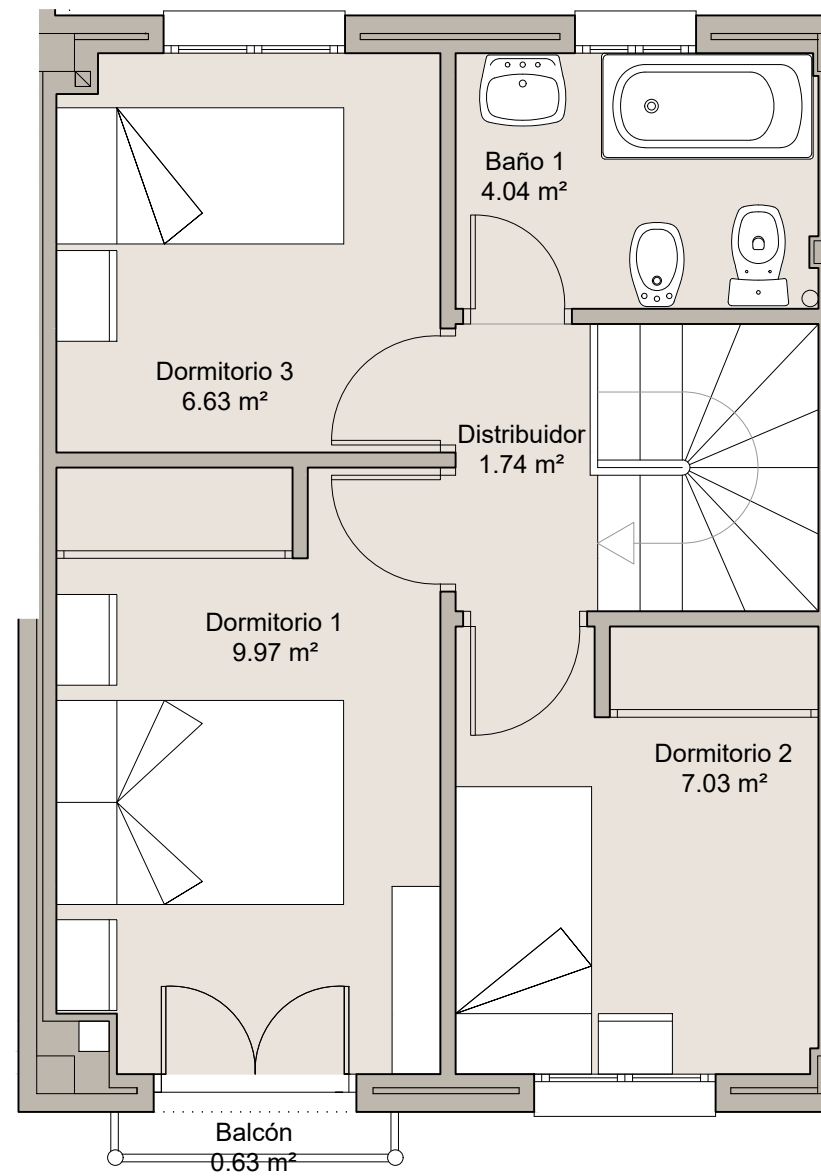 Baño 1
4.04 m²
Dormitorio 3
6.63 m²
Distribuidor
1.74 m²
Dormitorio 1
9.97 m²
Dormitorio 2
7.03 m²
Balcón
0.63 m²